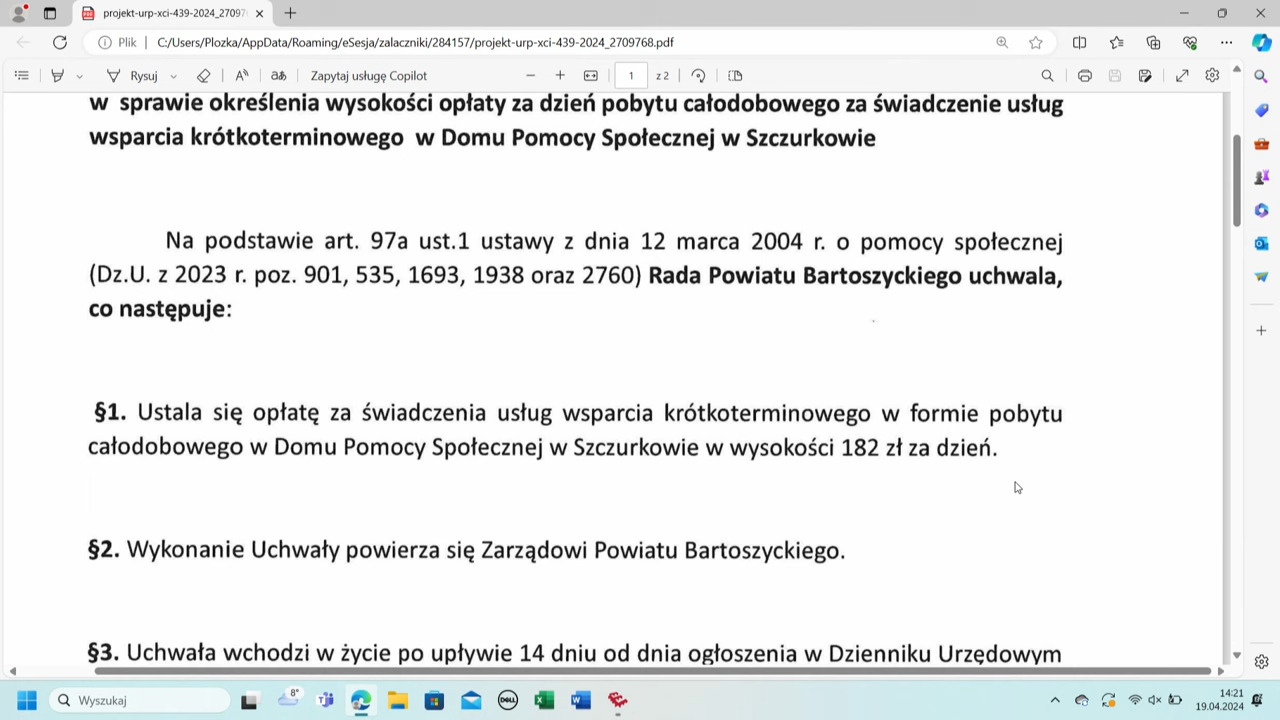 projekt-urp-xci-439-2024_2709
Plik
C:/Users/Plozka/AppData/Roaming/eSesja/zalaczniki/284157/projekt-urp-xci-439-2024_2709768.pdf
Rysuj
Zapytaj usługę Copilot
1 z 2
w sprawie określenia wysokości opłaty za dzień pobytu całodobowego za świadczenie usług
wsparcia krótkoterminowego w Domu Pomocy Społecznej w Szczurkowie
Na podstawie art. 97a ust.1 ustawy z dnia 12 marca 2004 r. o pomocy społecznej
(Dz.U. z 2023 r. poz. 901, 535, 1693, 1938 oraz 2760) Rada Powiatu Bartoszyckiego uchwala,
co następuje:
§1. Ustala się opłatę za świadczenia usług wsparcia krótkoterminowego w formie pobytu
całodobowego w Domu Pomocy Społecznej w Szczurkowie w wysokości 182 zł za dzień.
§2. Wykonanie Uchwały powierza się Zarządowi Powiatu Bartoszyckiego.
§3. Uchwała wchodzi w życie po upływie 14 dniu od dnia ogłoszenia w Dzienniku Urzędowym
Wyszukaj
8°
DELL
14:21
19.04.2024